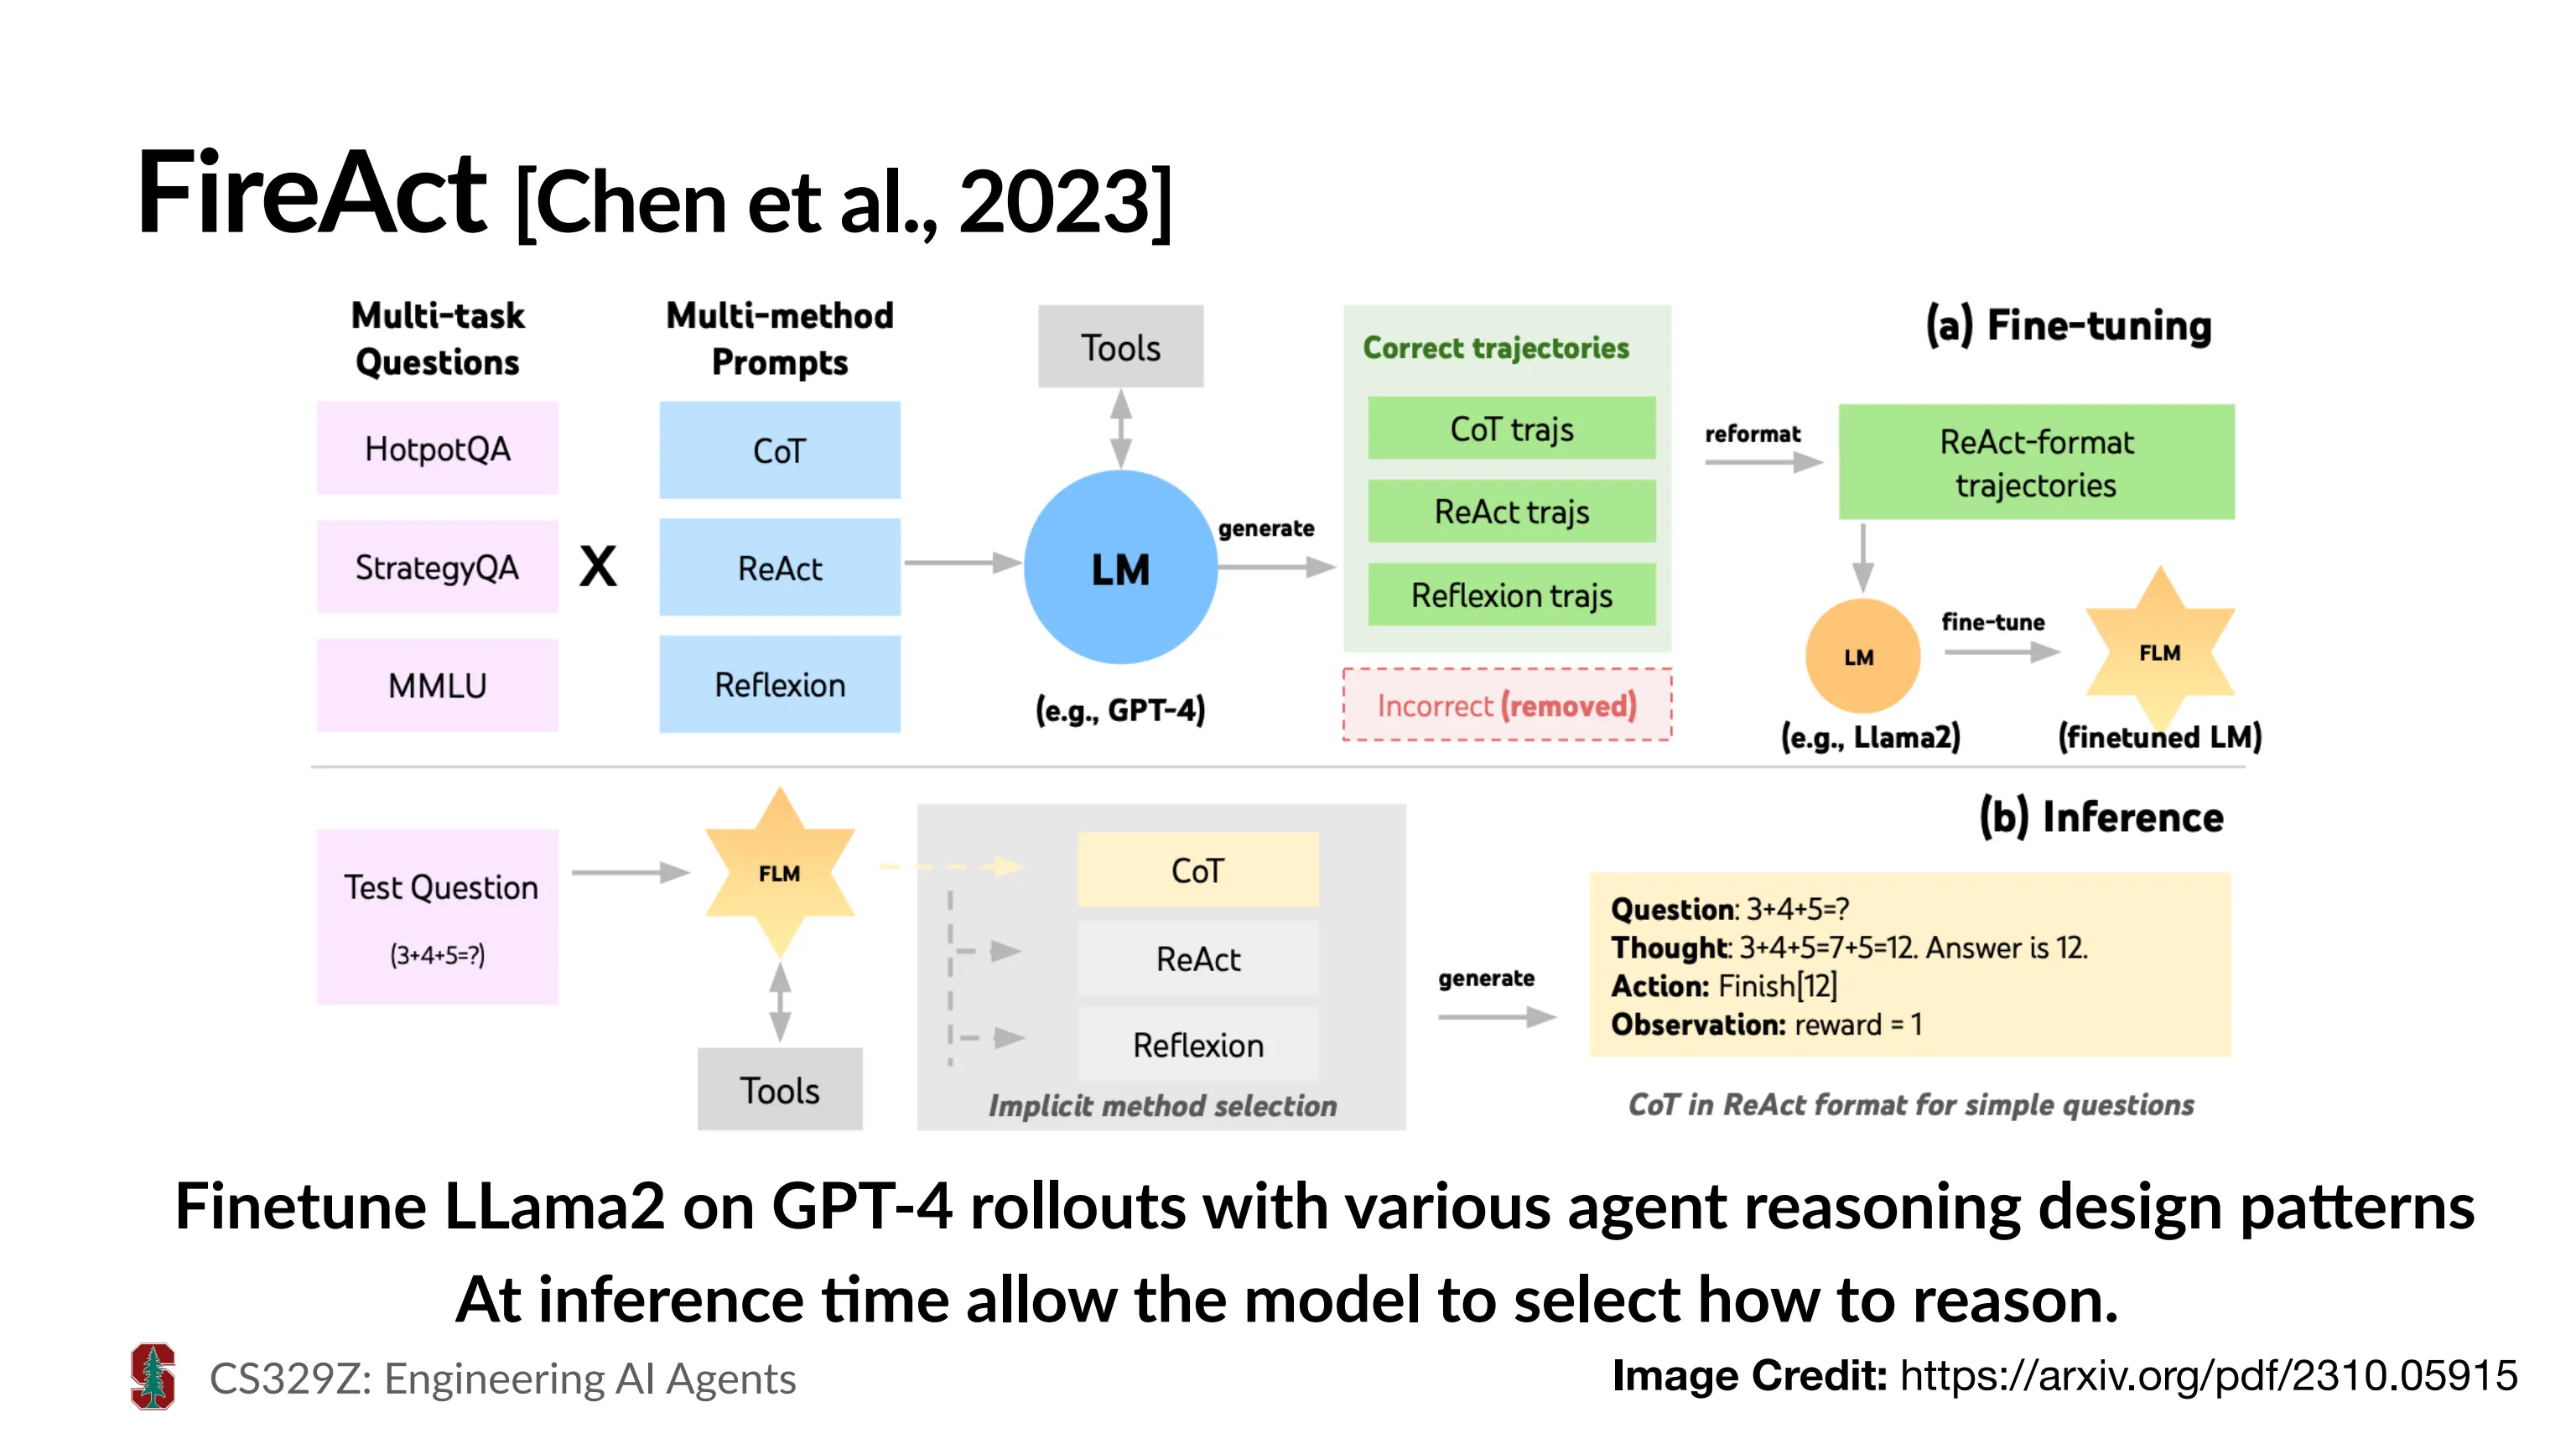 FireAct [Chen et al., 2023]
Multi-task
Questions
HotpotQA
StrategyQA
MMLU
X
Multi-method
Prompts
CoT
ReAct
Reflexion
Tools
LM
(e.g., GPT-4)
generate
Correct trajectories
CoT trajs
ReAct trajs
Reflexion trajs
Incorrect (removed)
(a) Fine-tuning
reformat
ReAct-format
trajectories
LM
(e.g., Llama2)
fine-tune
FLM
(finetuned LM)
(b) Inference
Test Question
(3+4+5=?)
FLM
Tools
CoT
ReAct
Reflexion
Implicit method selection
generate
Question: 3+4+5=?
Thought: 3+4+5=7+5=12. Answer is 12.
Action: Finish[12]
Observation: reward = 1
CoT in ReAct format for simple questions
Finetune LLama2 on GPT-4 rollouts with various agent reasoning design patterns
At inference time allow the model to select how to reason.
CS329Z: Engineering AI Agents
Image Credit: https://arxiv.org/pdf/2310.05915